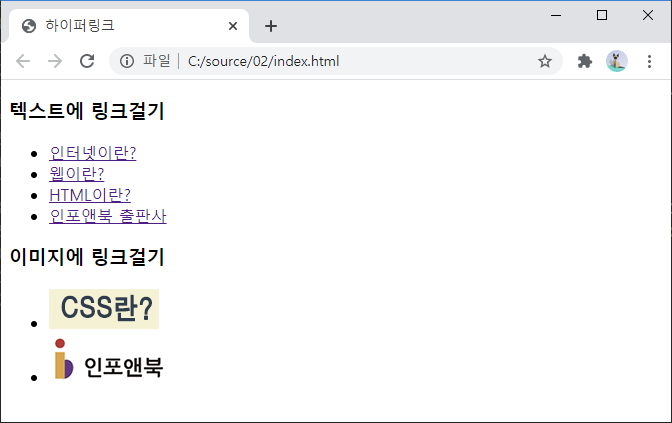 하이퍼링크
파일 C:/source/02/index.html
텍스트에 링크걸기
인터넷이란?
웹이란?
HTML이란?
인포앤북 출판사
이미지에 링크걸기
CSS란?
인포앤북